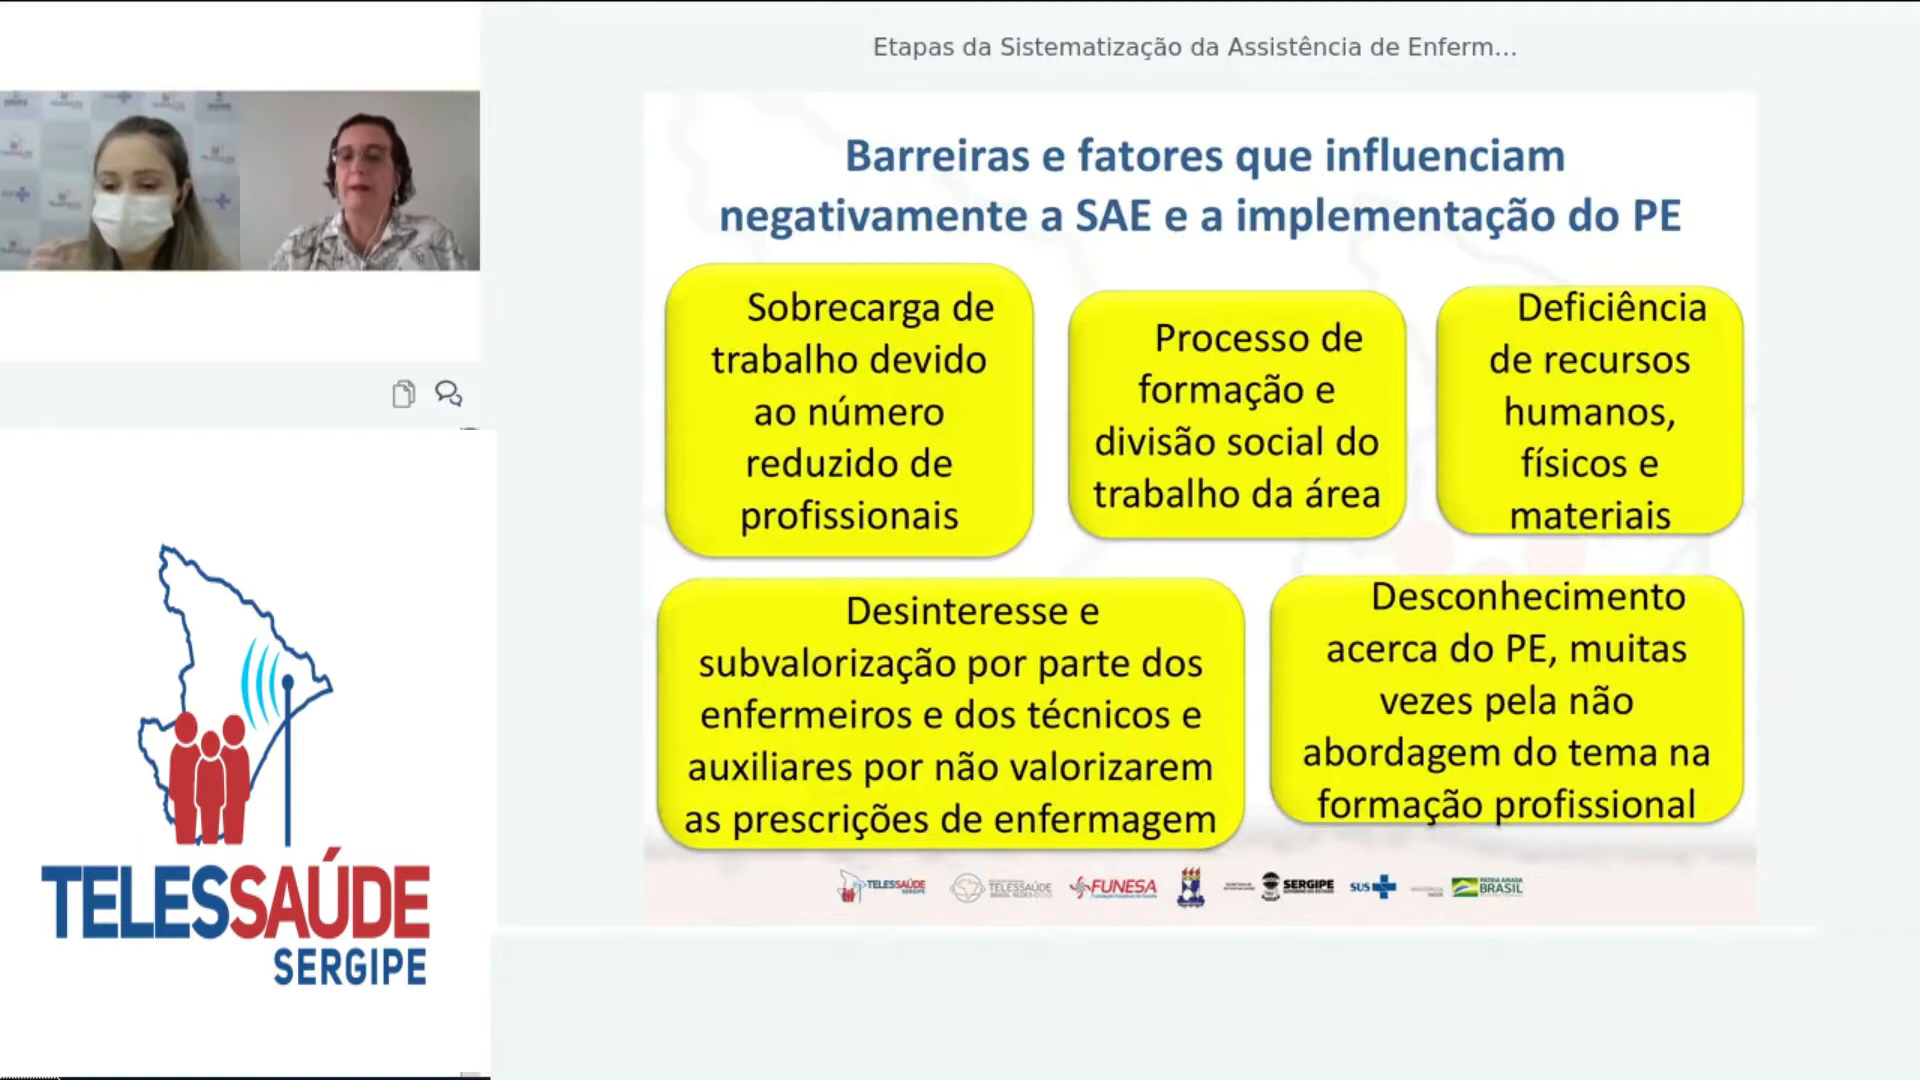 Etapas da Sistematização da Assistência de Enferm...
Barreiras e fatores que influenciam
negativamente a SAE e a implementação do PE
Sobrecarga de
trabalho devido
ao número
reduzido de
profissionais
Processo de
formação e
divisão social do
trabalho da área
Deficiência
de recursos
humanos,
físicos e
materiais
Desinteresse e
subvalorização por parte dos
enfermeiros e dos técnicos e
auxiliares por não valorizarem
as prescrições de enfermagem
Desconhecimento
acerca do PE, muitas
vezes pela não
abordagem do tema na
formação profissional
TELESSAÚDE
SERGIPE
TELESSAÚDE
SERGIPE
TELESSAÚDE
FUNESA
SERGIPE
SUS
PÁTRIA AMADA
BRASIL